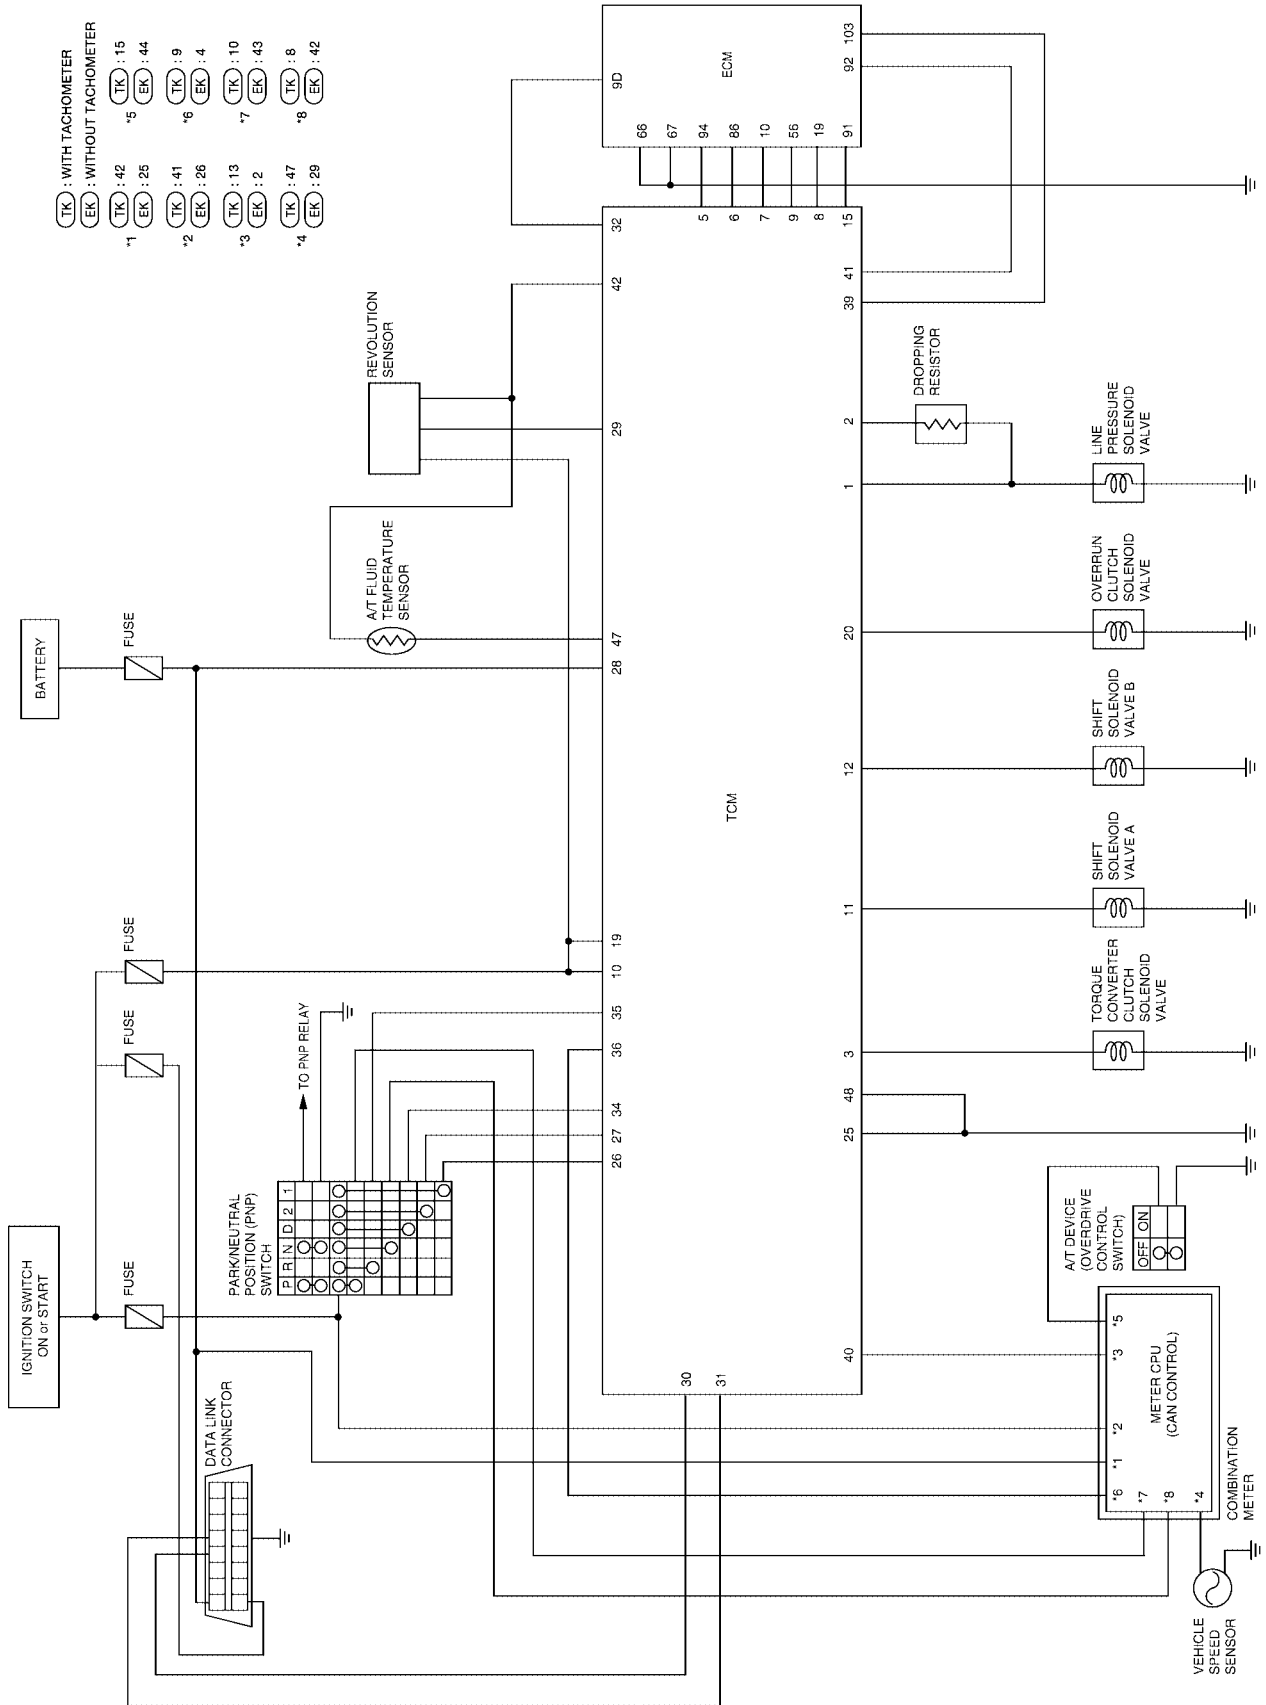 TK : WITH TACHOMETER
EK : WITHOUT TACHOMETER
*1 TK : 42
EK : 25
*2 TK : 41
EK : 26
*3 TK : 13
EK : 2
*4 TK : 47
EK : 29
*5 TK : 15
EK : 44
*6 TK : 9
EK : 4
*7 TK : 10
EK : 43
*8 TK : 8
EK : 42
IGNITION SWITCH
ON or START
BATTERY
FUSE
FUSE
FUSE
FUSE
DATA LINK
CONNECTOR
PARK/NEUTRAL
POSITION (PNP)
SWITCH
P R N D 2 1
TO PNP RELAY
A/T FLUID
TEMPERATURE
SENSOR
REVOLUTION
SENSOR
26 27 34 36 35 10 19 28 47 29 42 32
30
31
TCM
5
6
7
9
8
15
40 25 48 3 11 12 20 1 2 39 41
9D
ECM
66
67
94
86
10
56
19
91
92 103
DROPPING
RESISTOR
VEHICLE
SPEED
SENSOR
COMBINATION
METER
METER CPU
(CAN CONTROL)
*6 *1 *2 *3 *5
*7
*8
*4
A/T DEVICE
(OVERDRIVE
CONTROL
SWITCH)
OFF ON
TORQUE
CONVERTER
CLUTCH
SOLENOID
VALVE
SHIFT
SOLENOID
VALVE A
SHIFT
SOLENOID
VALVE B
OVERRUN
CLUTCH
SOLENOID
VALVE
LINE
PRESSURE
SOLENOID
VALVE